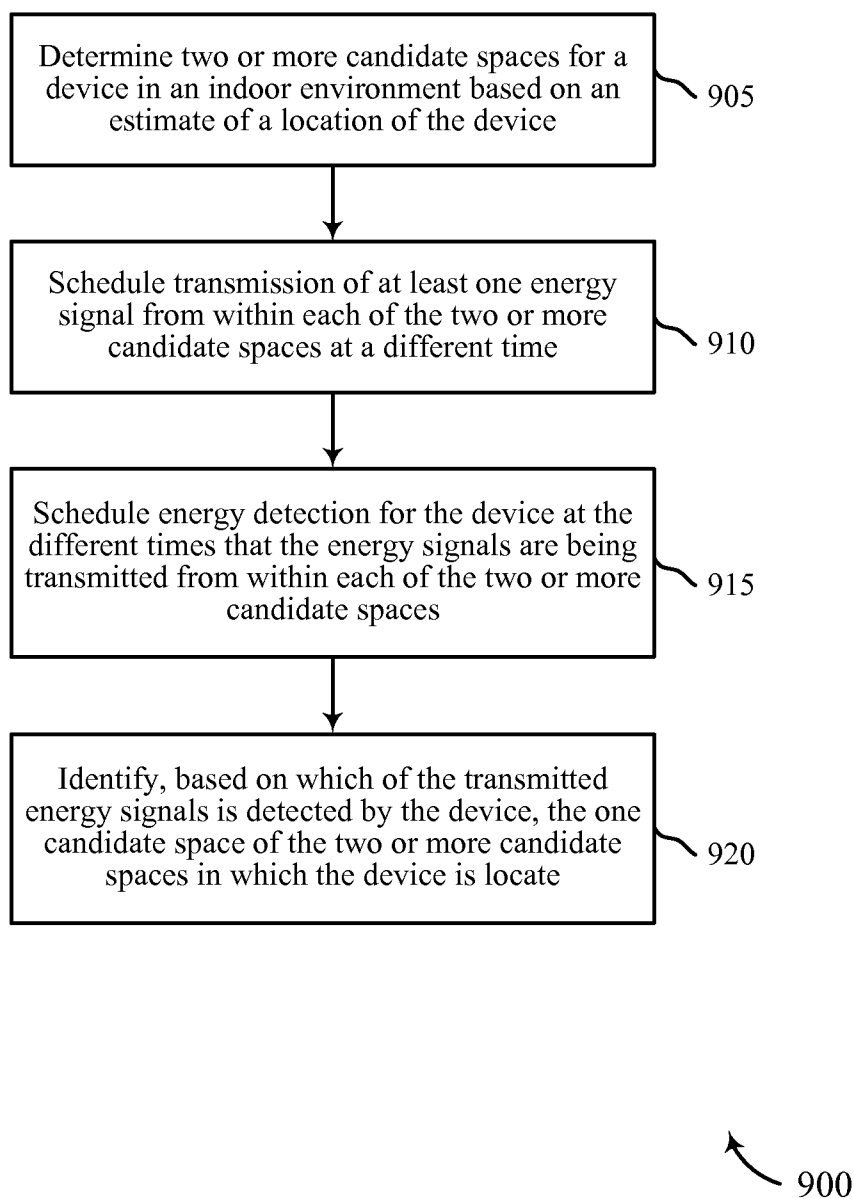 Determine two or more candidate spaces for a
device in an indoor environment based on an
estimate of a location of the device
905
Schedule transmission of at least one energy
signal from within each of the two or more
candidate spaces at a different time
910
Schedule energy detection for the device at the
different times that the energy signals are being
transmitted from within each of the two or more
candidate spaces
915
Identify, based on which of the transmitted
energy signals is detected by the device, the one
candidate space of the two or more candidate
spaces in which the device is locate
920
900